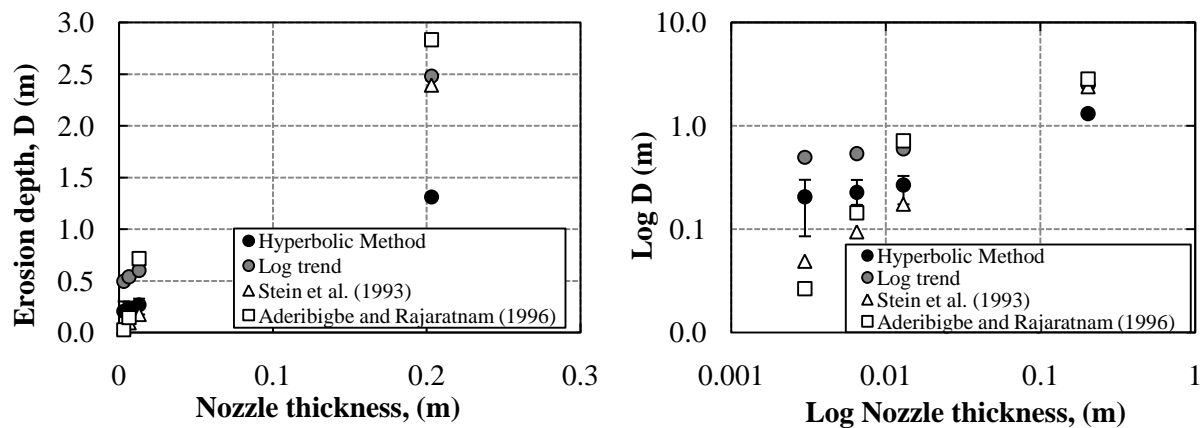 Erosion depth, D (m)
3.0
2.5
2.0
1.5
1.0
0.5
0.0
Hyperbolic Method
Log trend
Stein et al. (1993)
Aderibigbe and Rajaratnam (1996)
0
0.1
0.2
0.3
Nozzle thickness, (m)
Log D (m)
10.0
1.0
0.1
0.0
Hyperbolic Method
Log trend
Stein et al. (1993)
Aderibigbe and Rajaratnam (1996)
0.001
0.01
0.1
1
Log Nozzle thickness, (m)